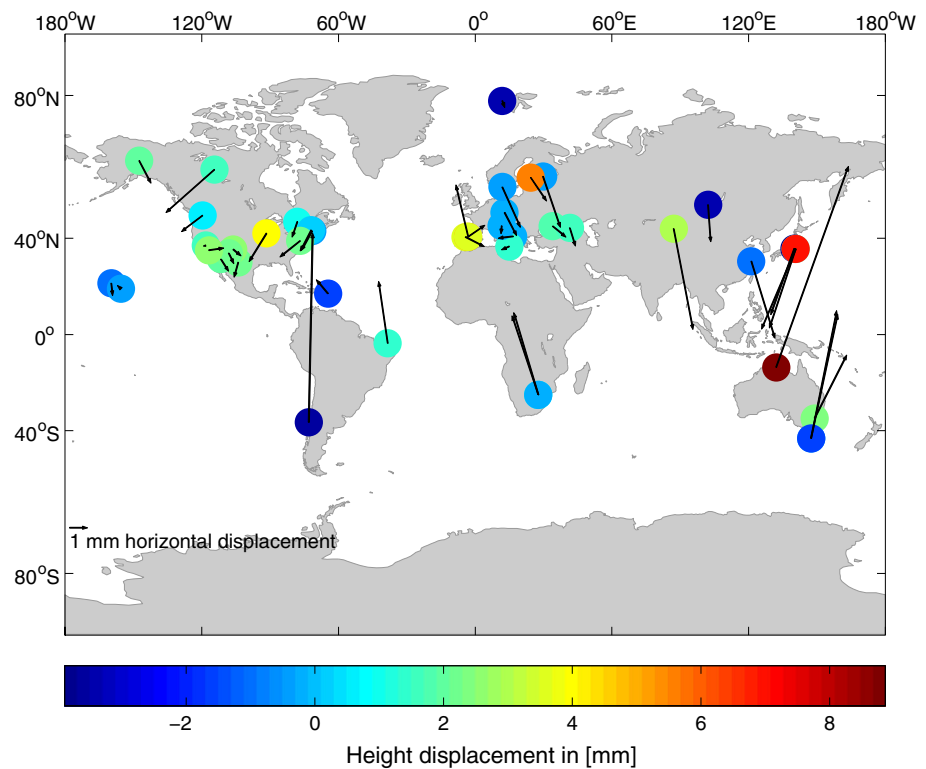 180°W 120°W 60°W 0° 60°E 120°E 180°W
80°N
40°N
0°
40°S
1 mm horizontal displacement
80°S
−2 0 2 4 6 8
Height displacement in [mm]